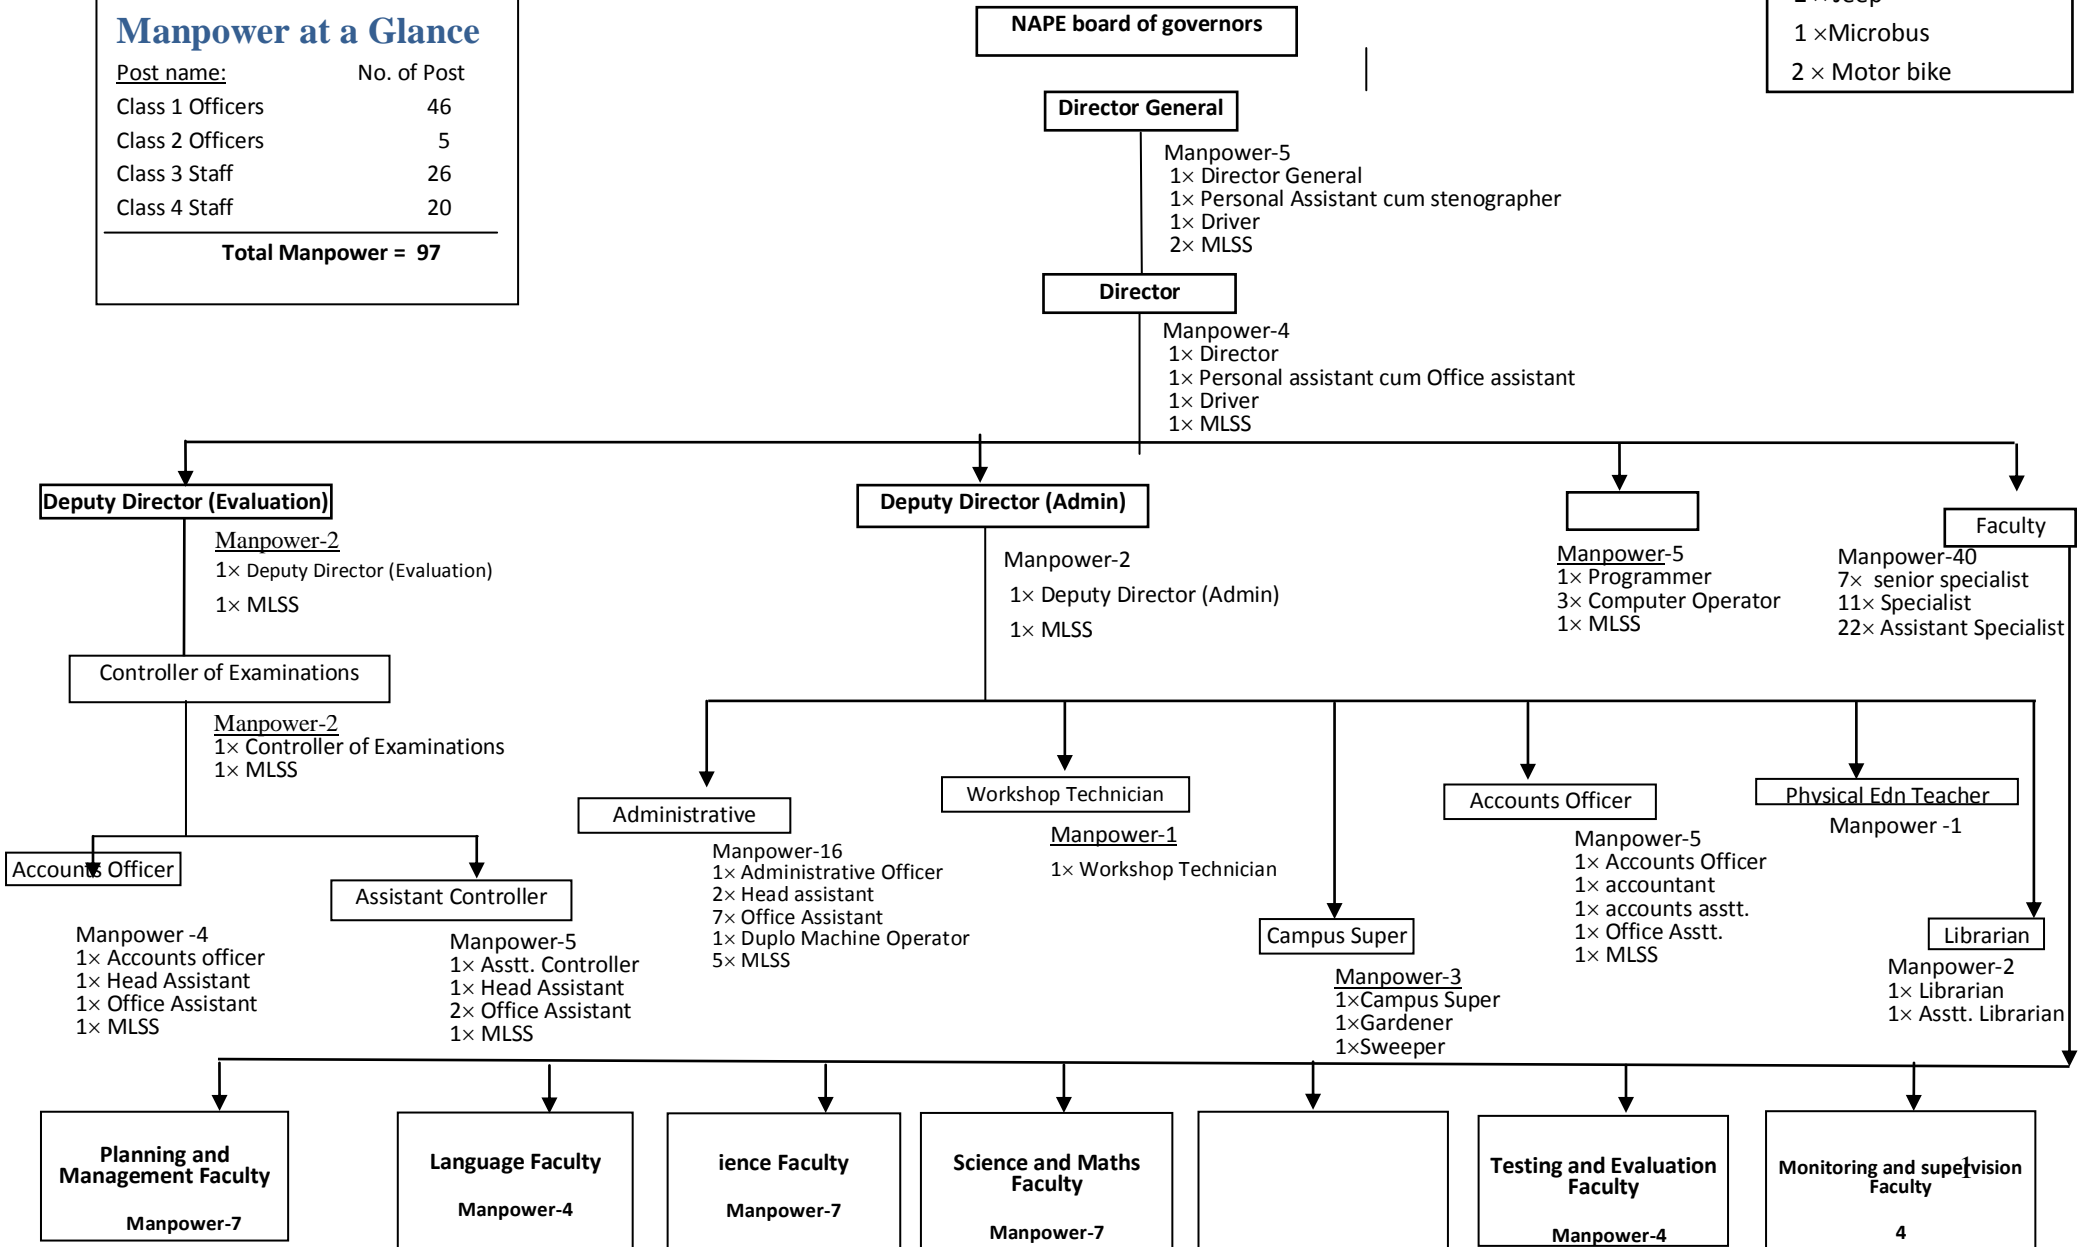 Manpower at a Glance
Post name: No. of Post
Class 1 Officers 46
Class 2 Officers 5
Class 3 Staff 26
Class 4 Staff 20
Total Manpower = 97
NAPE board of governors
1 ×Microbus
2 × Motor bike
Director General
Manpower-5
1× Director General
1× Personal Assistant cum stenographer
1× Driver
2× MLSS
Director
Manpower-4
1× Director
1× Personal assistant cum Office assistant
1× Driver
1× MLSS
Deputy Director (Evaluation)
Manpower-2
1× Deputy Director (Evaluation)
1× MLSS
Deputy Director (Admin)
Manpower-2
1× Deputy Director (Admin)
1× MLSS
Manpower-5
1× Programmer
3× Computer Operator
1× MLSS
Faculty
Manpower-40
7× senior specialist
11× Specialist
22× Assistant Specialist
Controller of Examinations
Manpower-2
1× Controller of Examinations
1× MLSS
Accounts Officer
Manpower -4
1× Accounts officer
1× Head Assistant
1× Office Assistant
1× MLSS
Assistant Controller
Manpower-5
1× Asstt. Controller
1× Head Assistant
2× Office Assistant
1× MLSS
Administrative
Manpower-16
1× Administrative Officer
2× Head assistant
7× Office Assistant
1× Duplo Machine Operator
5× MLSS
Workshop Technician
Manpower-1
1× Workshop Technician
Campus Super
Manpower-3
1×Campus Super
1×Gardener
1×Sweeper
Accounts Officer
Manpower-5
1× Accounts Officer
1× accountant
1× accounts asstt.
1× Office Asstt.
1× MLSS
Physical Edn Teacher
Manpower -1
Librarian
Manpower-2
1× Librarian
1× Asstt. Librarian
Planning and
Management Faculty
Manpower-7
Language Faculty
Manpower-4
ience Faculty
Manpower-7
Science and Maths
Faculty
Manpower-7
Testing and Evaluation
Faculty
Manpower-4
Monitoring and supervision
Faculty
4
1